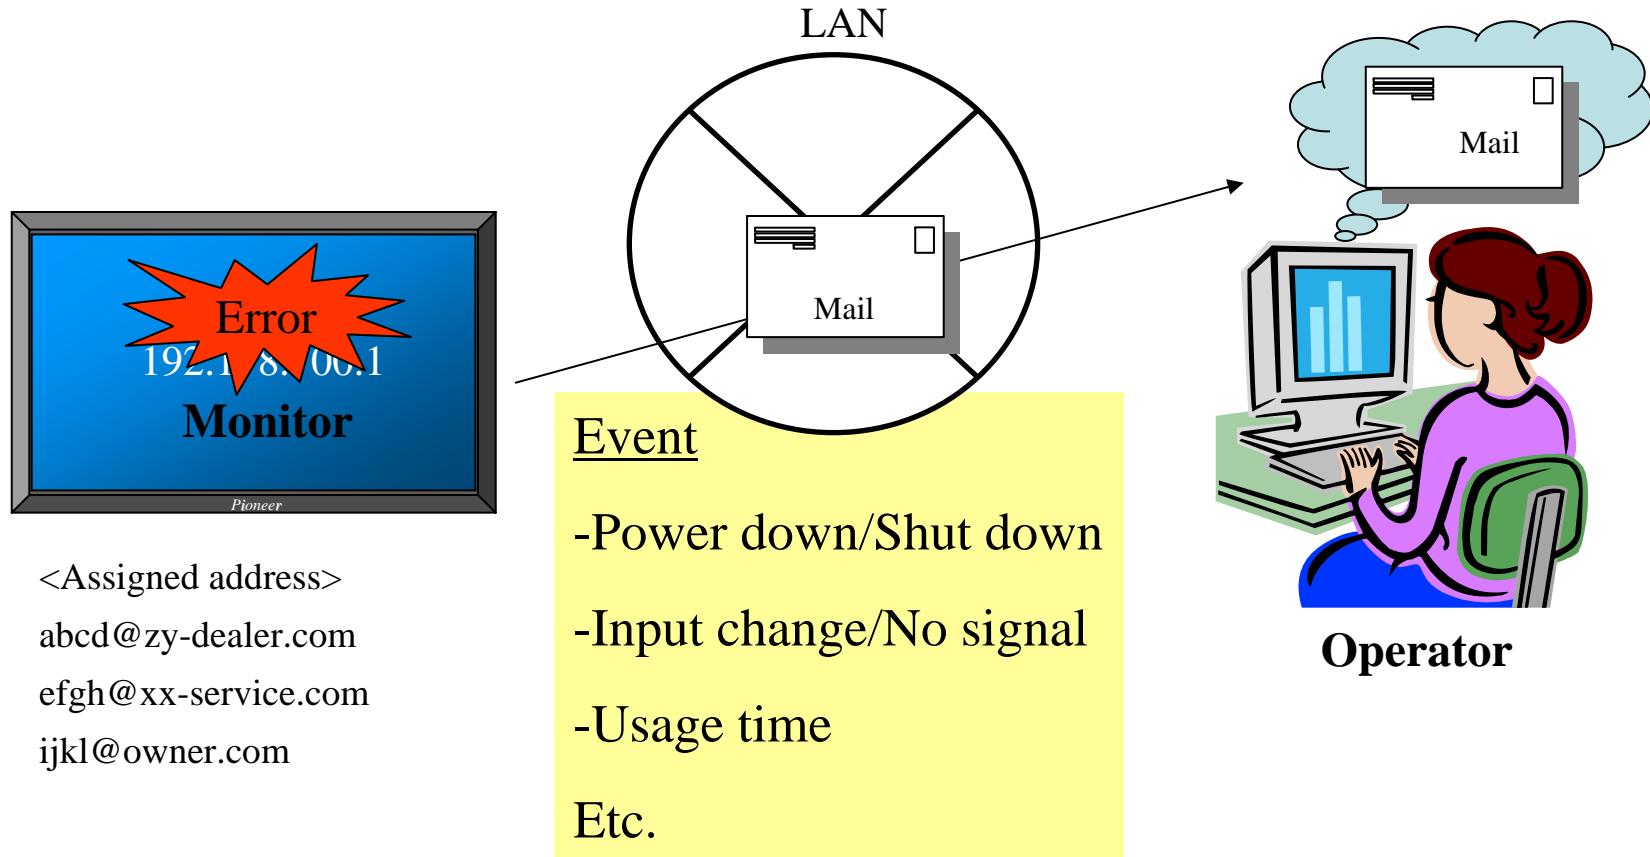 LAN
Mail
Mail
Error
Monitor
Pioneer
Event
-Power down/Shut down
-Input change/No signal
-Usage time
Etc.
<Assigned address>
abcd@zy-dealer.com
efgh@xx-service.com
ijkl@owner.com
Operator